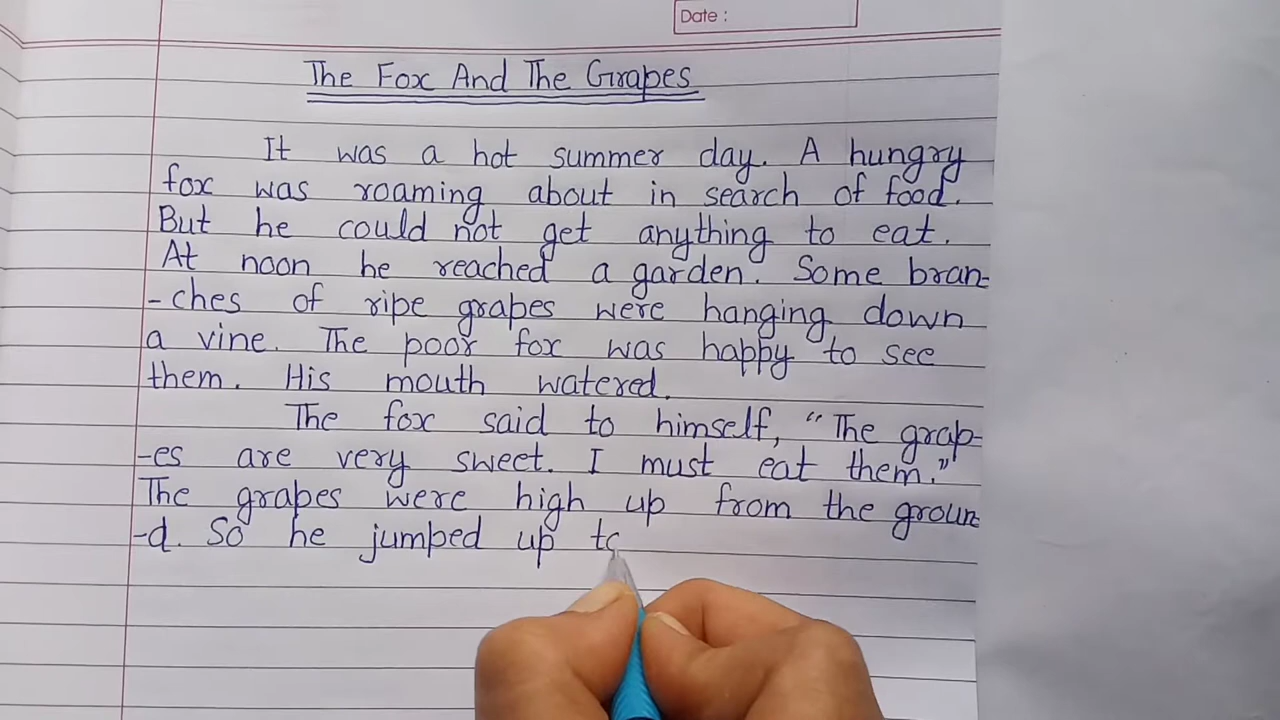 Date :
The Fox And The Grapes
It was a hot summer day. A hungry
fox was roaming about in search of food.
But he could not get anything to eat.
At noon he reached a garden. Some bran-
-ches of ripe grapes were hanging down
a vine. The poor fox was happy to see
them. His mouth watered.
The fox said to himself, "The grap-
-es are very sweet. I must eat them."
The grapes were high up from the groun-
-d. So he jumped up to